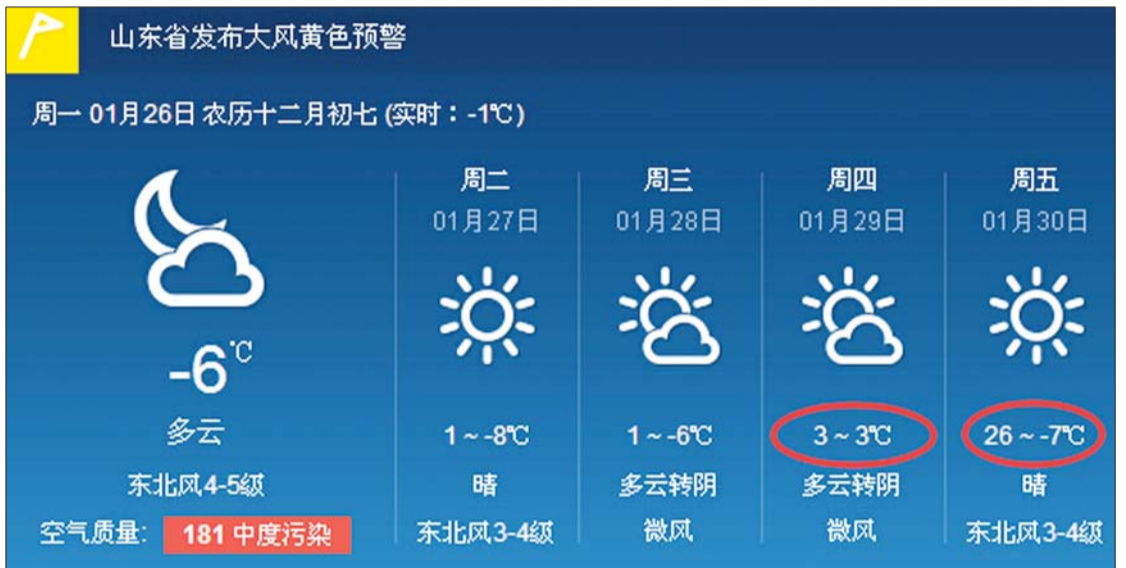 山东省发布大风黄色预警
周一 01月26日 农历十二月初七 (实时：-1℃)
-6℃
多云
东北风4-5级
空气质量: 181 中度污染
周二
01月27日
1 ~ -8℃
晴
东北风3-4级
周三
01月28日
1 ~ -6℃
多云转阴
微风
周四
01月29日
3 ~ 3℃
多云转阴
微风
周五
01月30日
26 ~ -7℃
晴
东北风3-4级